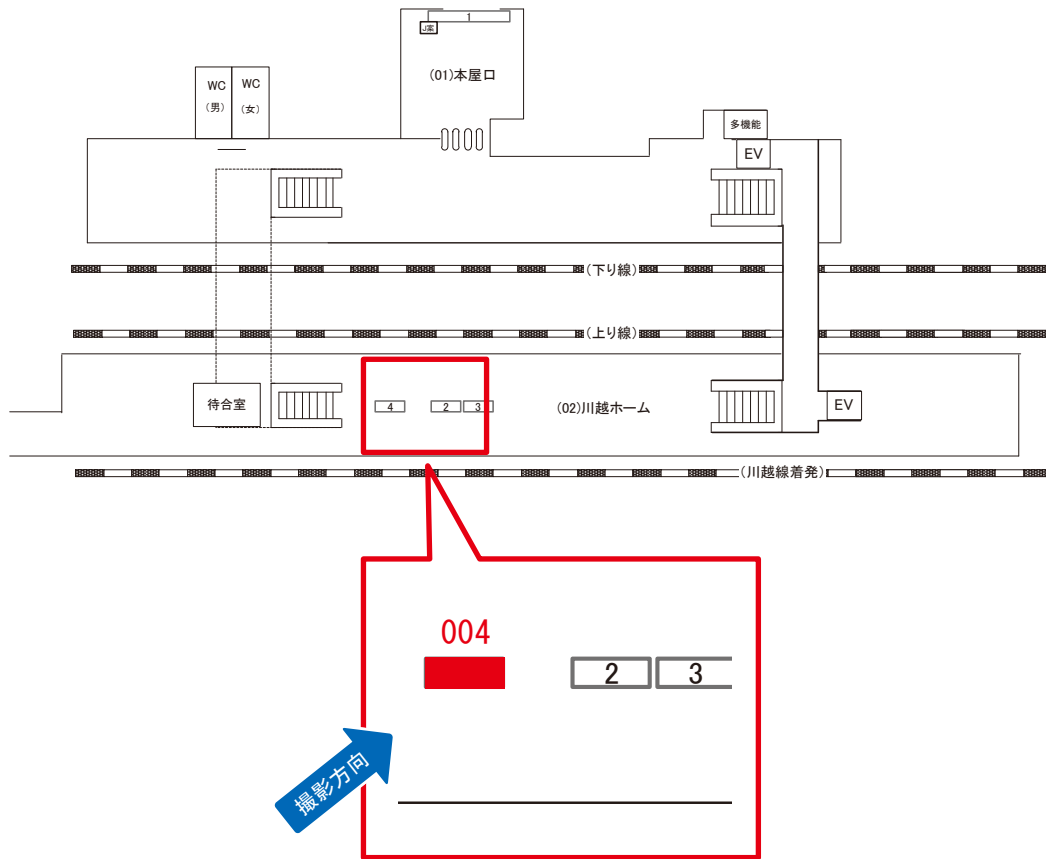 1
J案
(01)本屋口
WC
(男)
WC
(女)
多機能
EV
(下り線)
(上り線)
待合室
4
2
3
(02)川越ホーム
EV
(川越線着発)
004
2
3
撮影方向